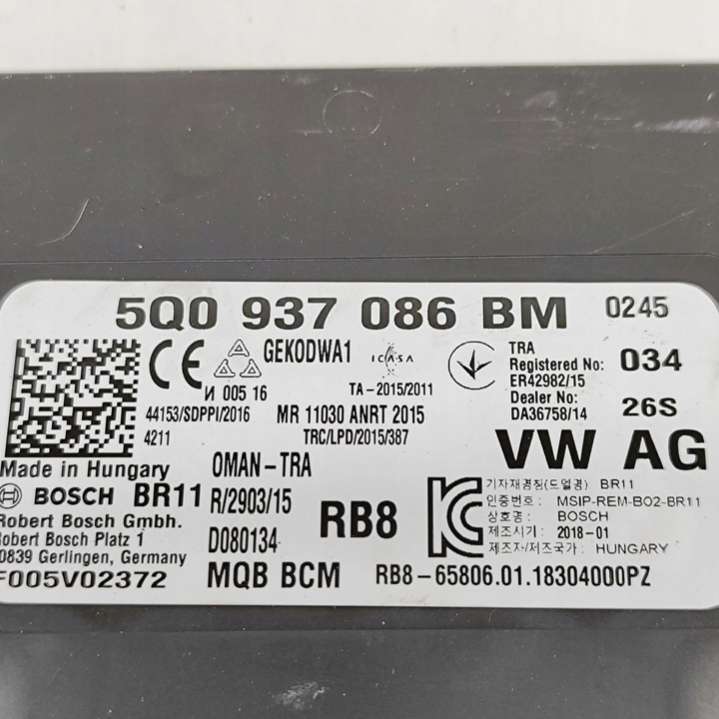 5Q0 937 086 BM 0245
CE
GEKODWA1
ICASA
TA-2015/2011
И 005 16
44153/SDPPI/2016
4211
MR 11030 ANRT 2015
TRC/LPD/2015/387
TRA
Registered No:
ER42982/15
Dealer No:
DA36758/14
034
26S
VW AG
Made in Hungary
BOSCH BR11
Robert Bosch Gmbh.
Robert Bosch Platz 1
70839 Gerlingen, Germany
F005V02372
OMAN-TRA
R/2903/15
D080134
MQB BCM
RB8
기자재명칭(모델명) BR11
인증번호: MSIP-REM-BO2-BR11
상호명: BOSCH
제조시기: 2018-01
제조자/제조국가: HUNGARY
RB8-65806.01.18304000PZ